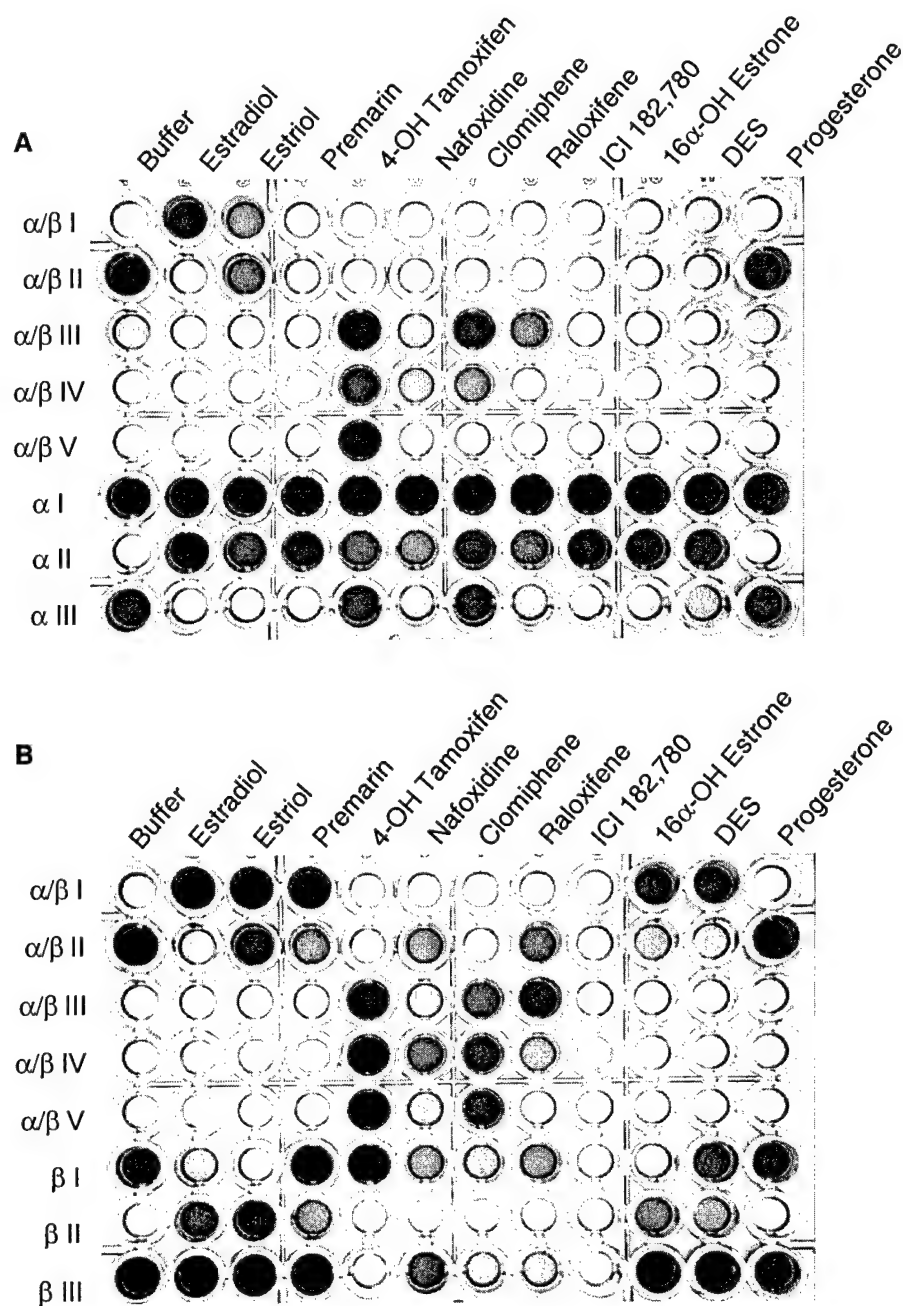 A
Buffer
Estradiol
Estriol
Premarin
4-OH Tamoxifen
Nafoxidine
Clomiphene
Raloxifene
ICI 182,780
16α-OH Estrone
DES
Progesterone
α/β I
α/β II
α/β III
α/β IV
α/β V
α I
α II
α III
B
Buffer
Estradiol
Estriol
Premarin
4-OH Tamoxifen
Nafoxidine
Clomiphene
Raloxifene
ICI 182,780
16α-OH Estrone
DES
Progesterone
α/β I
α/β II
α/β III
α/β IV
α/β V
β I
β II
β III